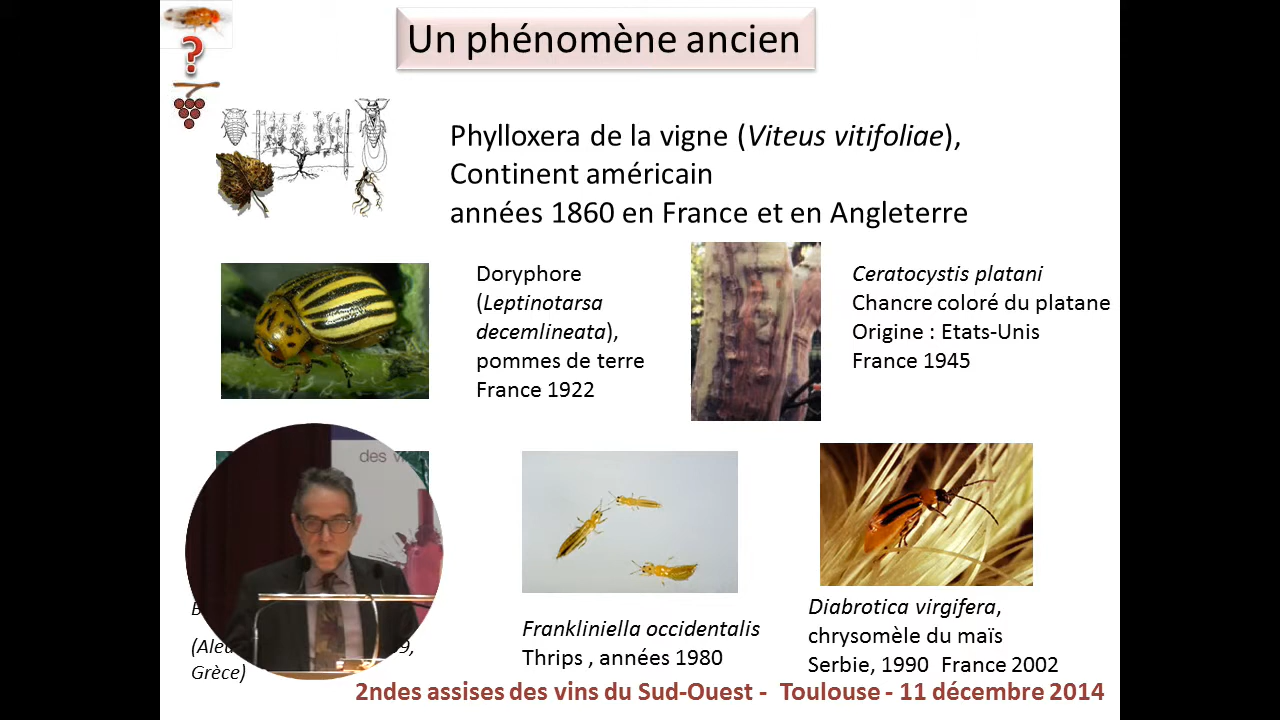 ?
Un phénomène ancien
Phylloxera de la vigne (Viteus vitifoliae),
Continent américain
années 1860 en France et en Angleterre
Doryphore
(Leptinotarsa
decemlineata),
pommes de terre
France 1922
Ceratocystis platani
Chancre coloré du platane
Origine : Etats-Unis
France 1945
des
Frankliniella occidentalis
Thrips , années 1980
Diabrotica virgifera,
chrysomèle du maïs
Serbie, 1990 France 2002
Grèce)
2ndes assises des vins du Sud-Ouest - Toulouse - 11 décembre 2014